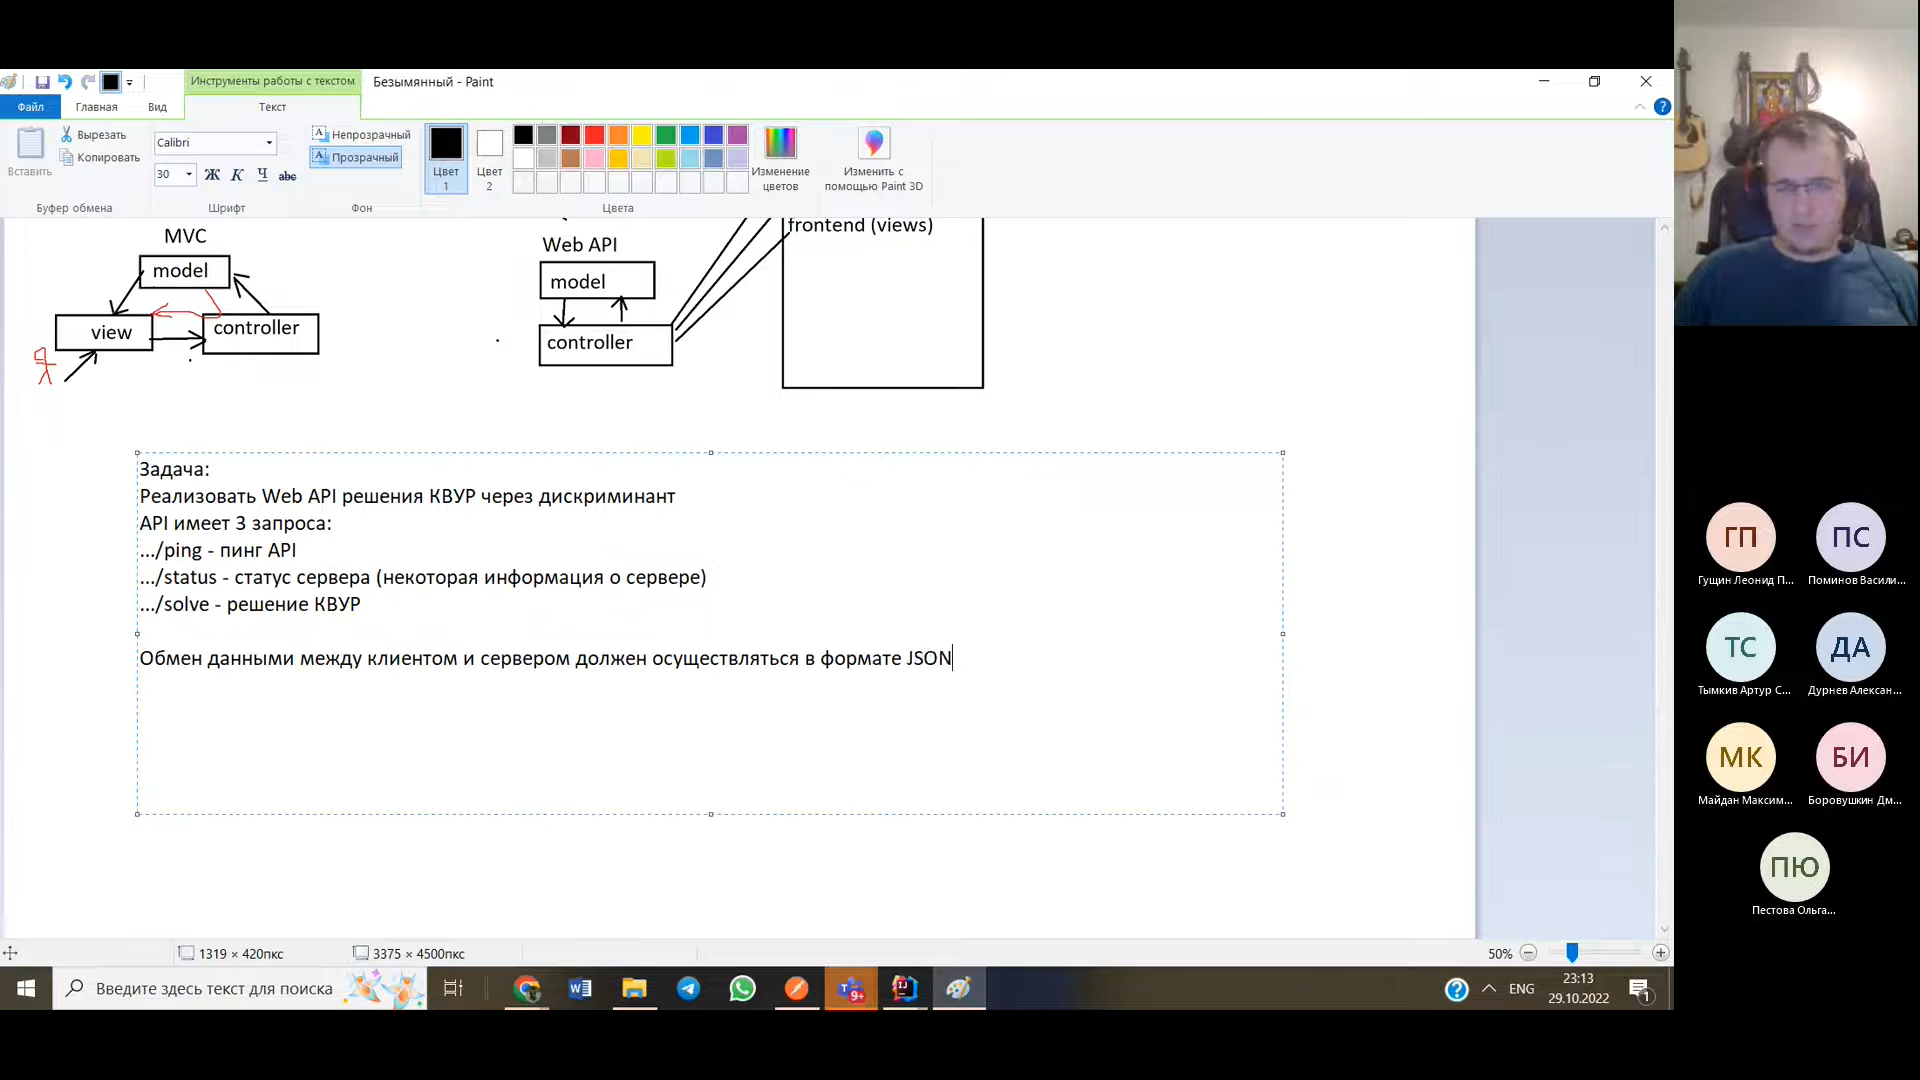 Инструменты работы с текстом
Безымянный - Paint
Файл
Главная
Вид
Текст
Вставить
Вырезать
Копировать
Буфер обмена
Calibri
30
Ж К Ч abc
Шрифт
Непрозрачный
Прозрачный
Фон
Цвет 1
Цвет 2
Цвета
Изменение цветов
Изменить с помощью Paint 3D
MVC
model
view
controller
Web API
model
controller
frontend (views)
Задача:
Реализовать Web API решения КВУР через дискриминант
API имеет 3 запроса:
.../ping - пинг API
.../status - статус сервера (некоторая информация о сервере)
.../solve - решение КВУР
Обмен данными между клиентом и сервером должен осуществляться в формате JSON
1319 × 420пкс
3375 × 4500пкс
50%
Введите здесь текст для поиска
9+
ENG
23:13
29.10.2022
1
ГП
Гущин Леонид П...
ПС
Поминов Васили...
ТС
Тымкив Артур С...
ДА
Дурнев Алексан...
МК
Майдан Максим...
БИ
Боровушкин Дм...
ПЮ
Пестова Ольга...